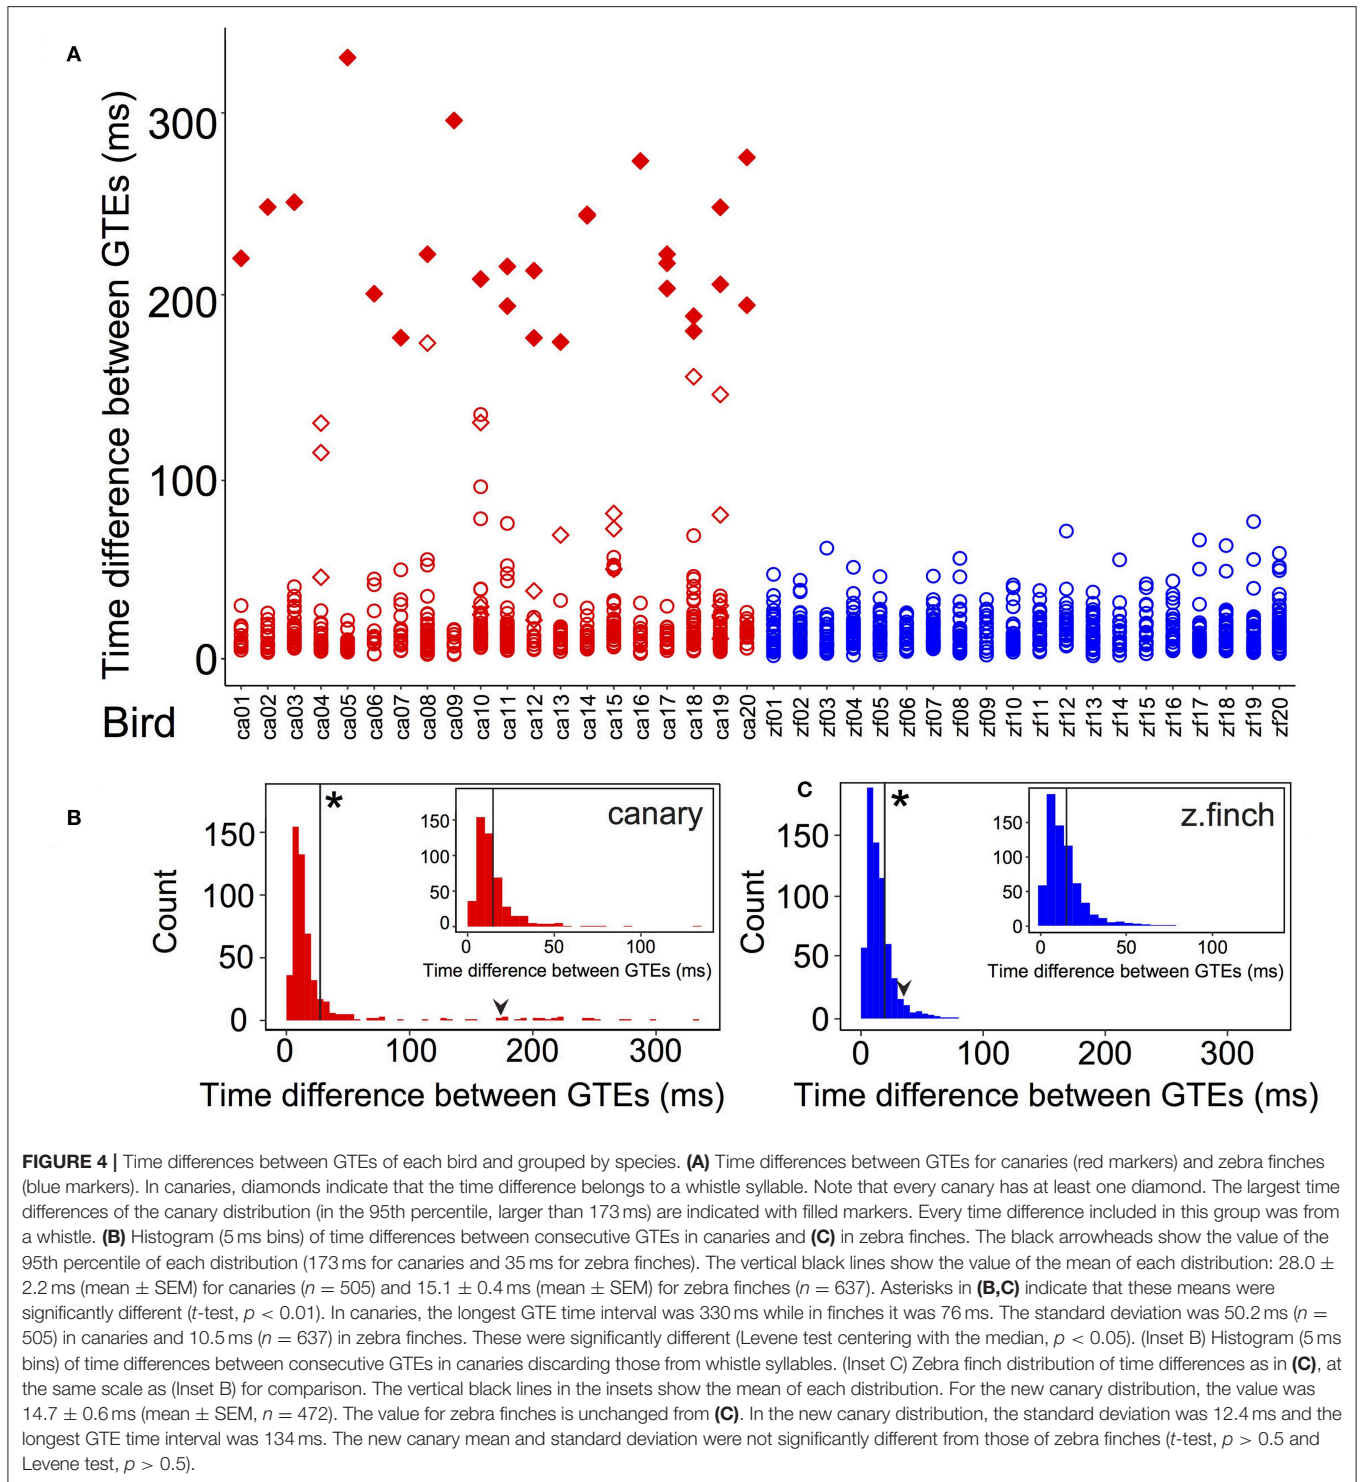 A
Time difference between GTEs (ms)
300
200
100
0
Bird
ca01 ca02 ca03 ca04 ca05 ca06 ca07 ca08 ca09 ca10 ca11 ca12 ca13 ca14 ca15 ca16 ca17 ca18 ca19 ca20 zf01 zf02 zf03 zf04 zf05 zf06 zf07 zf08 zf09 zf10 zf11 zf12 zf13 zf14 zf15 zf16 zf17 zf18 zf19 zf20
B
Count
150
100
50
0
0 100 200 300
Time difference between GTEs (ms)
*
canary
150
100
50
0
0 50 100
Time difference between GTEs (ms)
C
Count
150
100
50
0
0 100 200 300
Time difference between GTEs (ms)
*
z.finch
150
100
50
0
0 50 100
Time difference between GTEs (ms)
FIGURE 4 | Time differences between GTEs of each bird and grouped by species. (A) Time differences between GTEs for canaries (red markers) and zebra finches
(blue markers). In canaries, diamonds indicate that the time difference belongs to a whistle syllable. Note that every canary has at least one diamond. The largest time
differences of the canary distribution (in the 95th percentile, larger than 173 ms) are indicated with filled markers. Every time difference included in this group was from
a whistle. (B) Histogram (5 ms bins) of time differences between consecutive GTEs in canaries and (C) in zebra finches. The black arrowheads show the value of the
95th percentile of each distribution (173 ms for canaries and 35 ms for zebra finches). The vertical black lines show the value of the mean of each distribution: 28.0 ±
2.2 ms (mean ± SEM) for canaries (n = 505) and 15.1 ± 0.4 ms (mean ± SEM) for zebra finches (n = 637). Asterisks in (B,C) indicate that these means were
significantly different (t-test, p < 0.01). In canaries, the longest GTE time interval was 330 ms while in finches it was 76 ms. The standard deviation was 50.2 ms (n =
505) in canaries and 10.5 ms (n = 637) in zebra finches. These were significantly different (Levene test centering with the median, p < 0.05). (Inset B) Histogram (5 ms
bins) of time differences between consecutive GTEs in canaries discarding those from whistle syllables. (Inset C) Zebra finch distribution of time differences as in (C), at
the same scale as (Inset B) for comparison. The vertical black lines in the insets show the mean of each distribution. For the new canary distribution, the value was
14.7 ± 0.6 ms (mean ± SEM, n = 472). The value for zebra finches is unchanged from (C). In the new canary distribution, the standard deviation was 12.4 ms and the
longest GTE time interval was 134 ms. The new canary mean and standard deviation were not significantly different from those of zebra finches (t-test, p > 0.5 and
Levene test, p > 0.5).